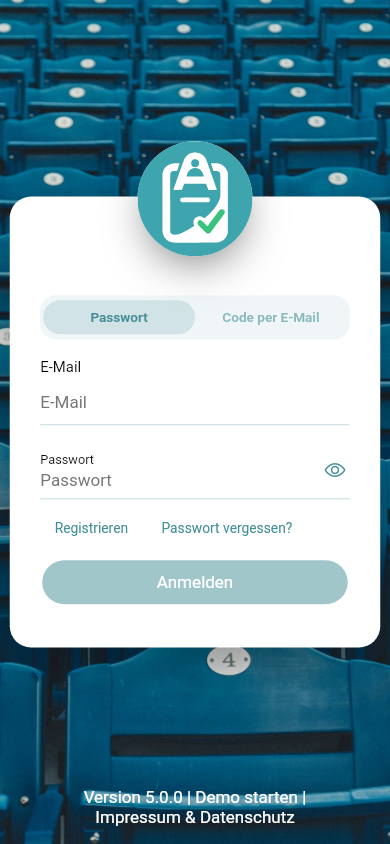 Passwort
Code per E-Mail
E-Mail
E-Mail
Passwort
Passwort
Registrieren
Passwort vergessen?
Anmelden
4
Version 5.0.0 | Demo starten |
Impressum & Datenschutz